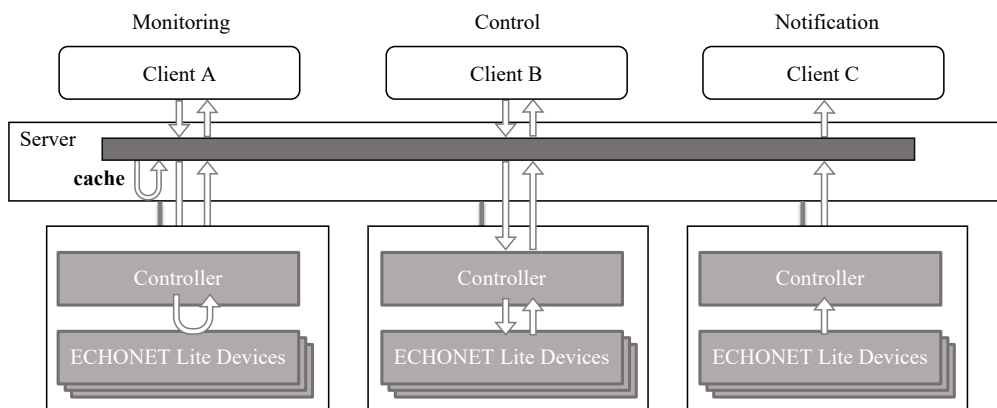 Monitoring
Control
Notification
Client A
Client B
Client C
Server
cache
Controller
Controller
Controller
ECHONET Lite Devices
ECHONET Lite Devices
ECHONET Lite Devices